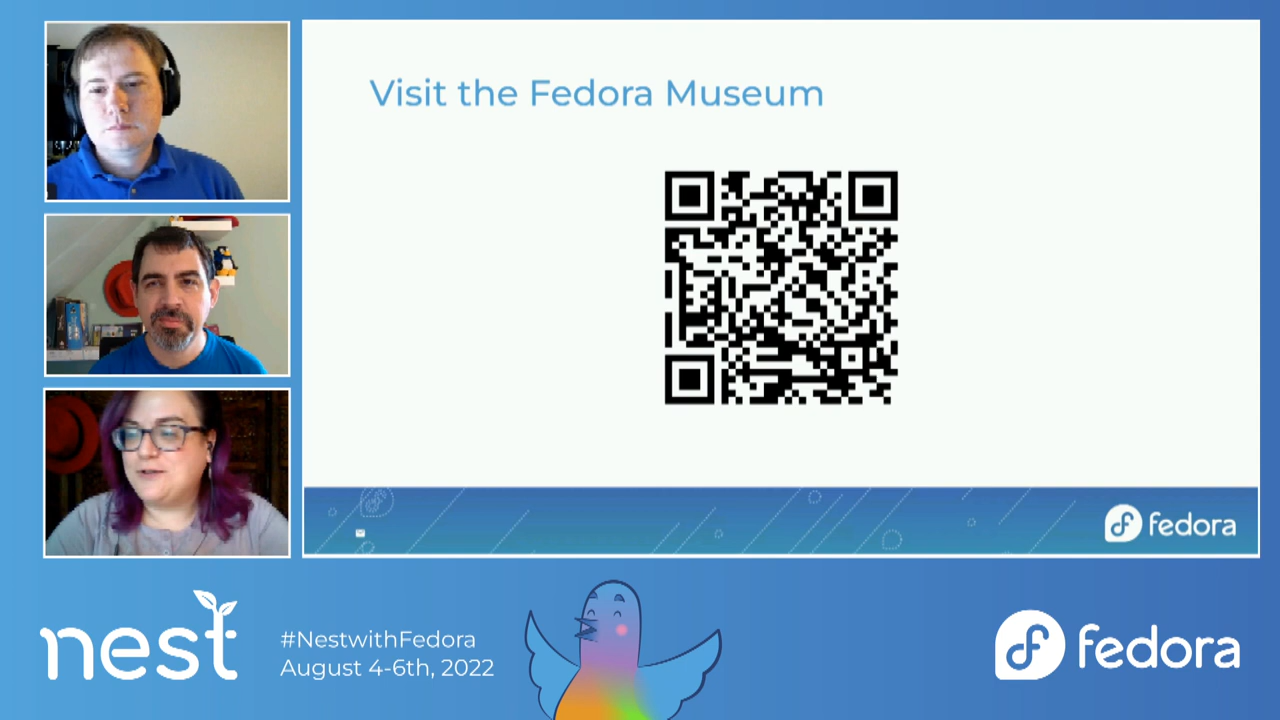 Visit the Fedora Museum
fedora
nest
#NestwithFedora
August 4-6th, 2022
fedora